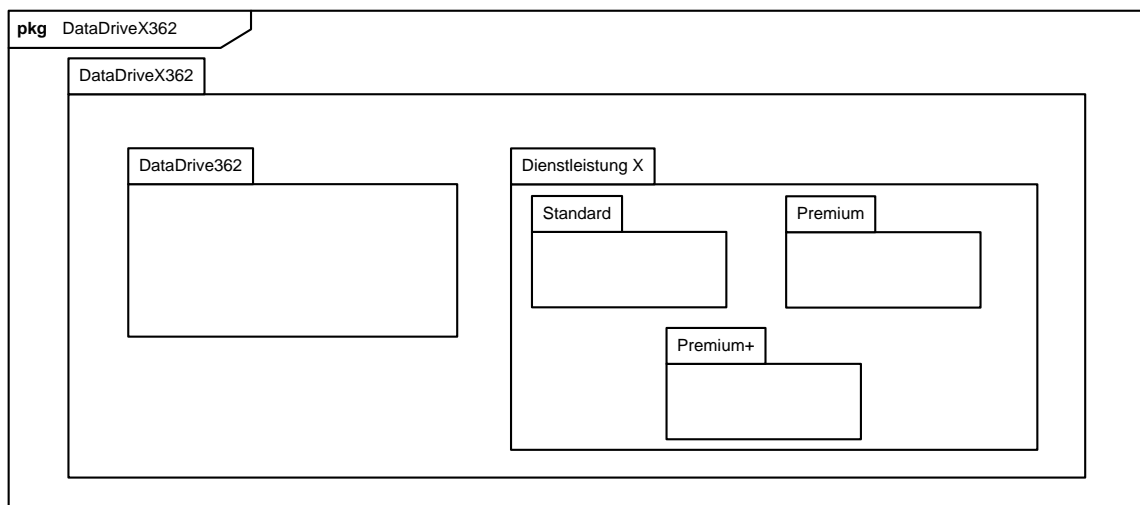 pkg DataDriveX362
DataDriveX362
DataDrive362
Dienstleistung X
Standard
Premium
Premium+